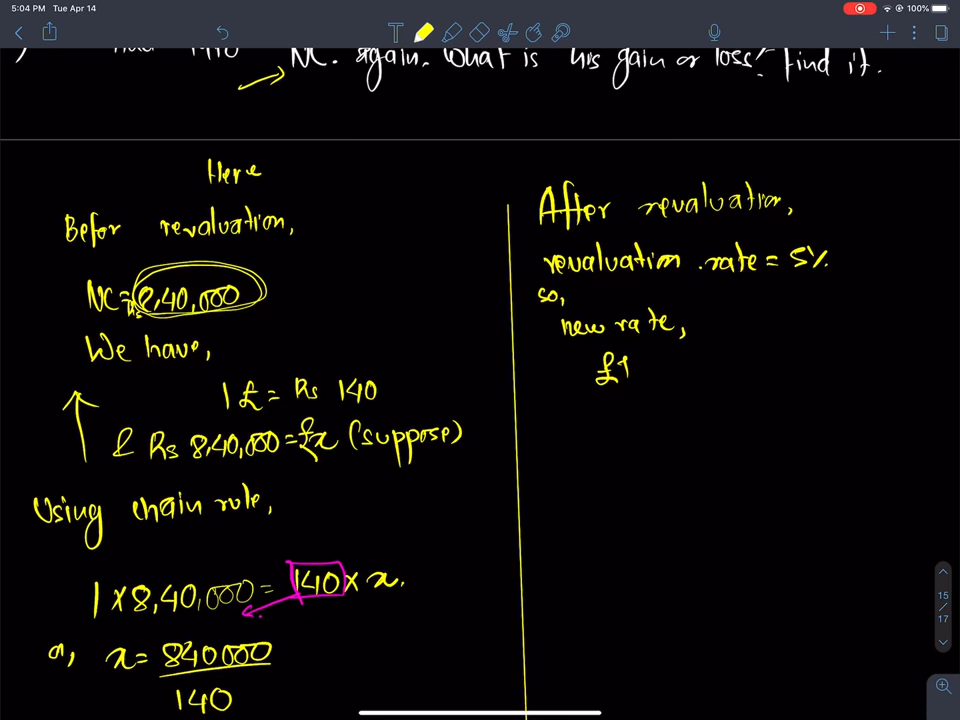 5:04 PM Tue Apr 14
100%
NC. again. What is his gain or loss? Find it.
Here
Befor revaluation,
NC = Rs 8,40,000
We have,
1 £ = Rs 140
& Rs 8,40,000 = £x (suppose)
Using chain rule,
1 × 8,40,000 = 140 × x.
or, x = 840000
140
After revaluation,
revaluation rate = 5%
so,
new rate,
£1
15
/
17